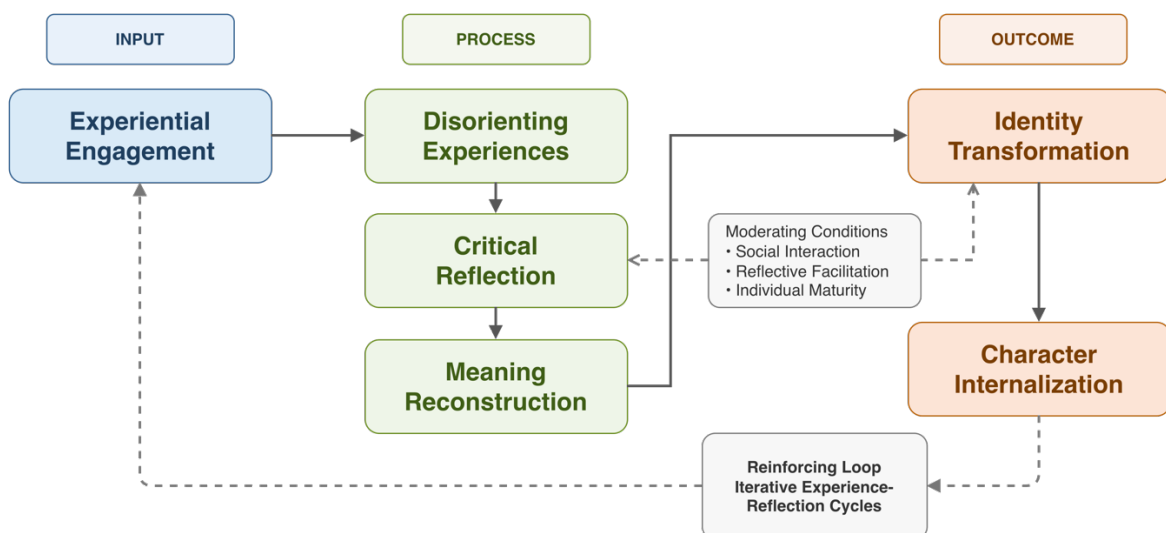 INPUT
PROCESS
OUTCOME
Experiential
Engagement
Disorienting
Experiences
Identity
Transformation
Critical
Reflection
Moderating Conditions
• Social Interaction
• Reflective Facilitation
• Individual Maturity
Meaning
Reconstruction
Character
Internalization
Reinforcing Loop
Iterative Experience-
Reflection Cycles